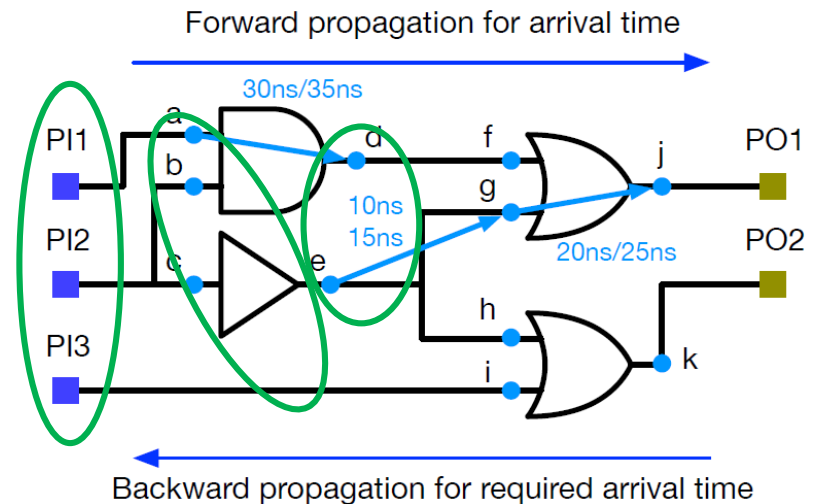 Forward propagation for arrival time
30ns/35ns
PI1
a
d
f
j
PO1
b
g
10ns
15ns
20ns/25ns
PI2
c
e
PO2
h
PI3
i
k
Backward propagation for required arrival time